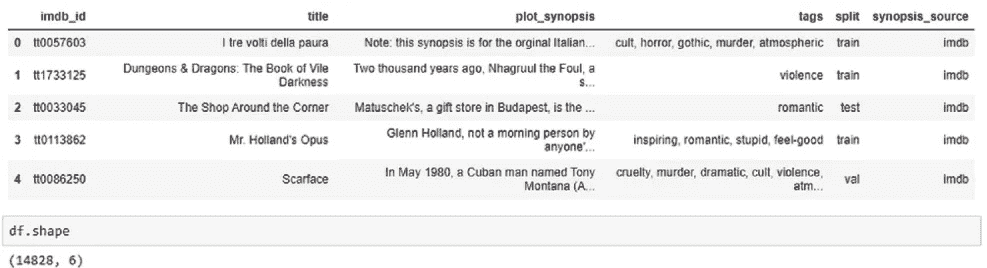 imdb_id title plot_synopsis tags split synopsis_source
0 tt0057603 I tre volti della paura Note: this synopsis is for the orginal Italian... cult, horror, gothic, murder, atmospheric train imdb
1 tt1733125 Dungeons & Dragons: The Book of Vile Darkness Two thousand years ago, Nhagruul the Foul, a s... violence train imdb
2 tt0033045 The Shop Around the Corner Matuschek's, a gift store in Budapest, is the ... romantic test imdb
3 tt0113862 Mr. Holland's Opus Glenn Holland, not a morning person by anyone'... inspiring, romantic, stupid, feel-good train imdb
4 tt0086250 Scarface In May 1980, a Cuban man named Tony Montana (A... cruelty, murder, dramatic, cult, violence, atm... val imdb
df.shape
(14828, 6)